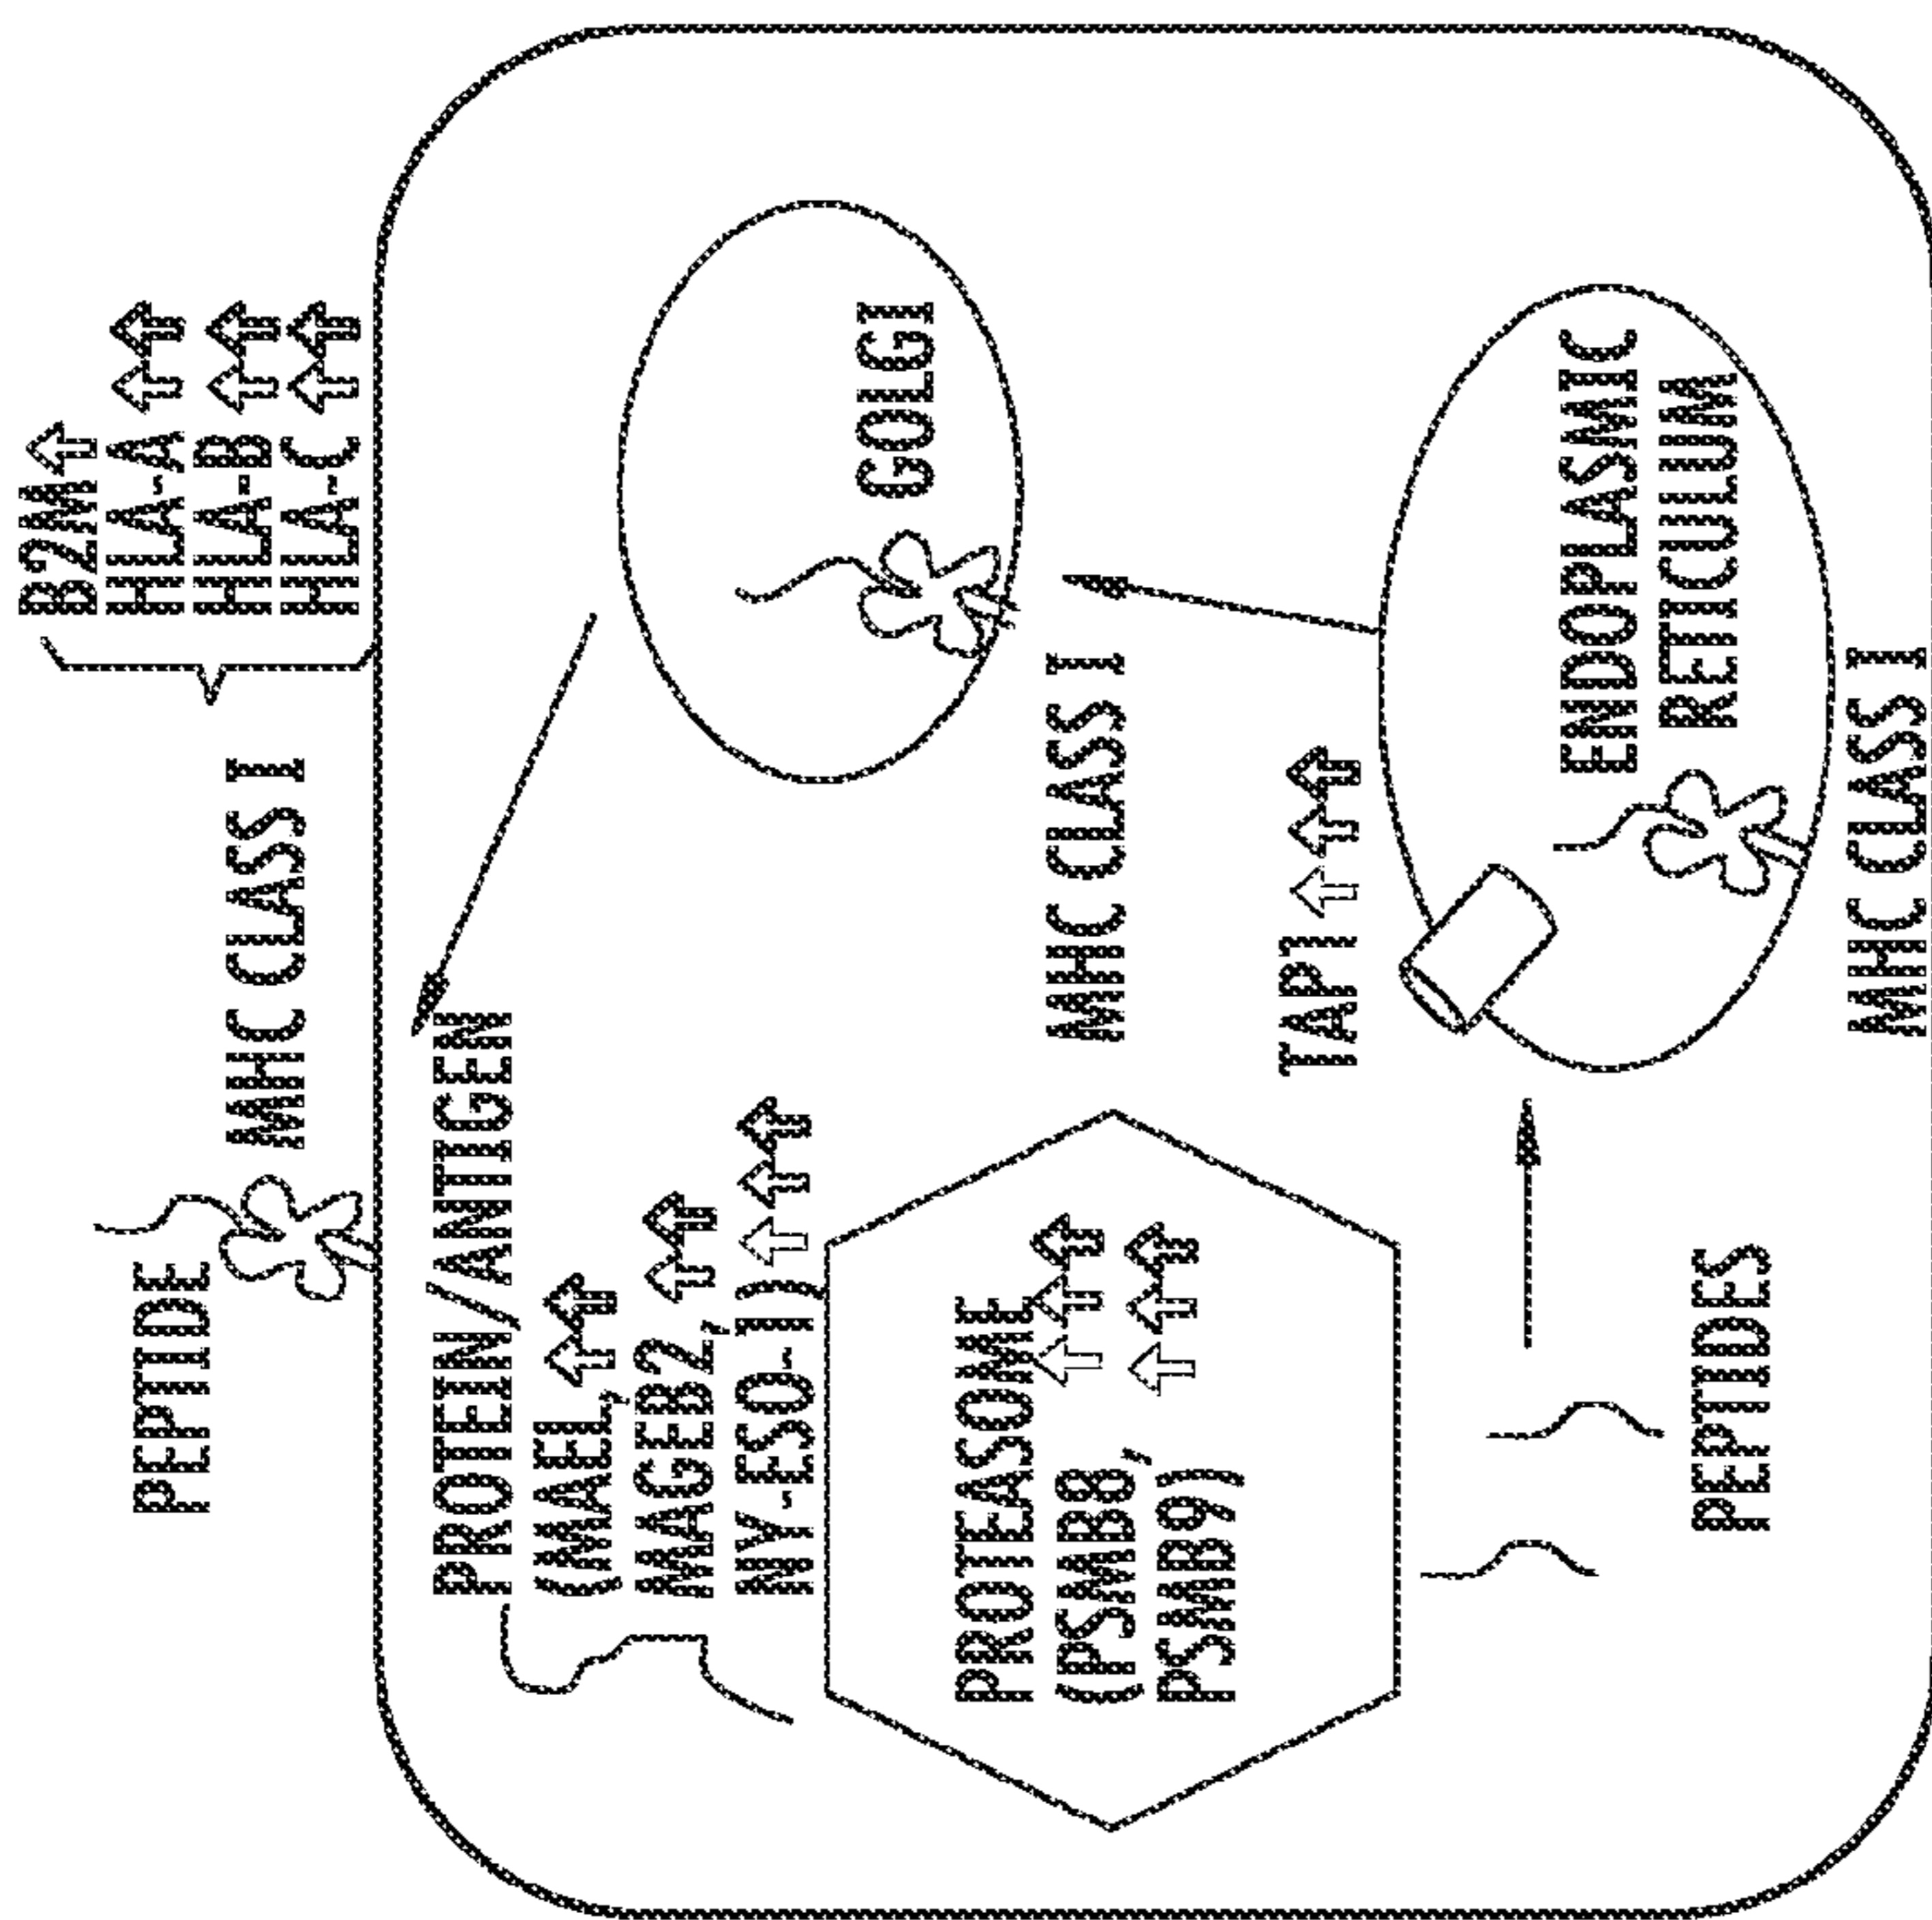 B2M
HLA-A
HLA-B
HLA-C
PEPTIDE
MHC CLASS I
PROTEIN/ANTIGEN
(MAEL,
MAGEB2,
NY-ESO-1)
GOLGI
PROTEASOME
(PSMB8,
PSMB9)
MHC CLASS I
TAP1
ENDOPLASMIC
RETICULUM
PEPTIDES
MHC CLASS I